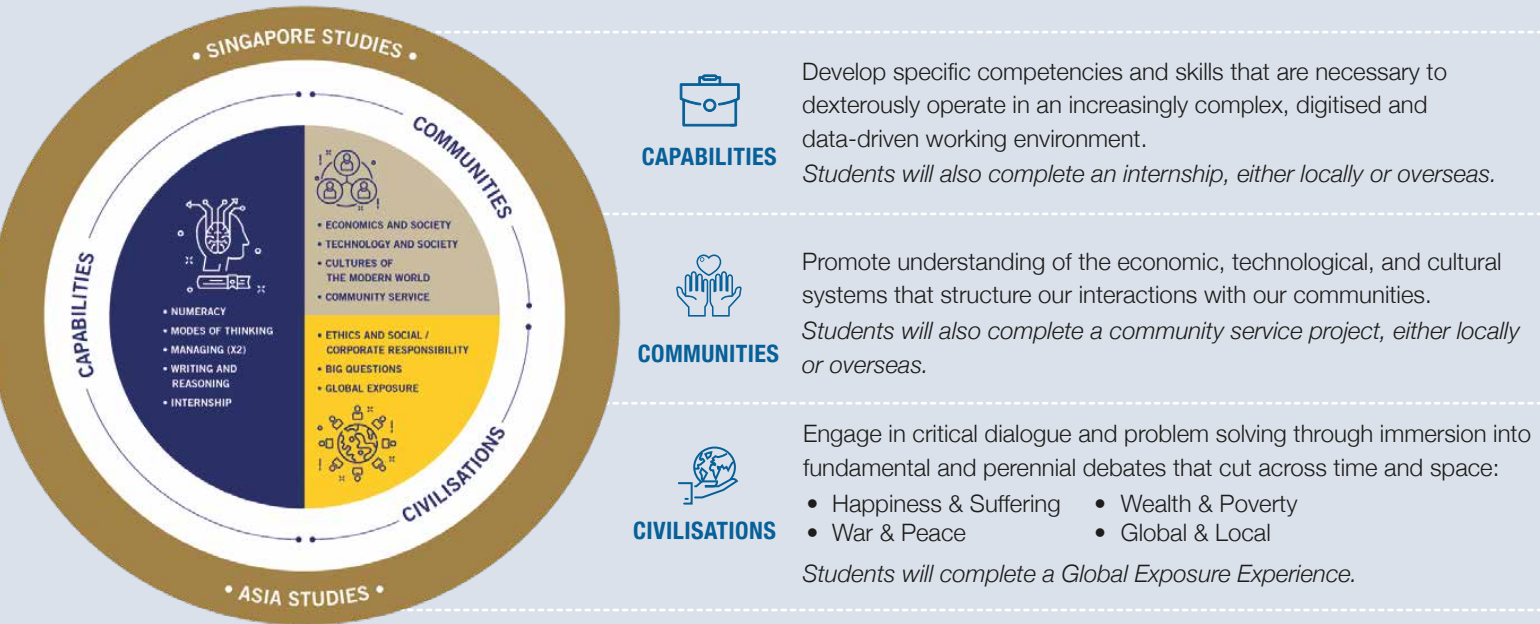 • SINGAPORE STUDIES •
COMMUNITIES
CAPABILITIES
CIVILISATIONS
• ASIA STUDIES •
• NUMERACY
• MODES OF THINKING
• MANAGING (X2)
• WRITING AND
REASONING
• INTERNSHIP
• ECONOMICS AND SOCIETY
• TECHNOLOGY AND SOCIETY
• CULTURES OF
THE MODERN WORLD
• COMMUNITY SERVICE
• ETHICS AND SOCIAL /
CORPORATE RESPONSIBILITY
• BIG QUESTIONS
• GLOBAL EXPOSURE
CAPABILITIES
Develop specific competencies and skills that are necessary to
dexterously operate in an increasingly complex, digitised and
data-driven working environment.
Students will also complete an internship, either locally or overseas.
COMMUNITIES
Promote understanding of the economic, technological, and cultural
systems that structure our interactions with our communities.
Students will also complete a community service project, either locally
or overseas.
CIVILISATIONS
Engage in critical dialogue and problem solving through immersion into
fundamental and perennial debates that cut across time and space:
• Happiness & Suffering • Wealth & Poverty
• War & Peace • Global & Local
Students will complete a Global Exposure Experience.